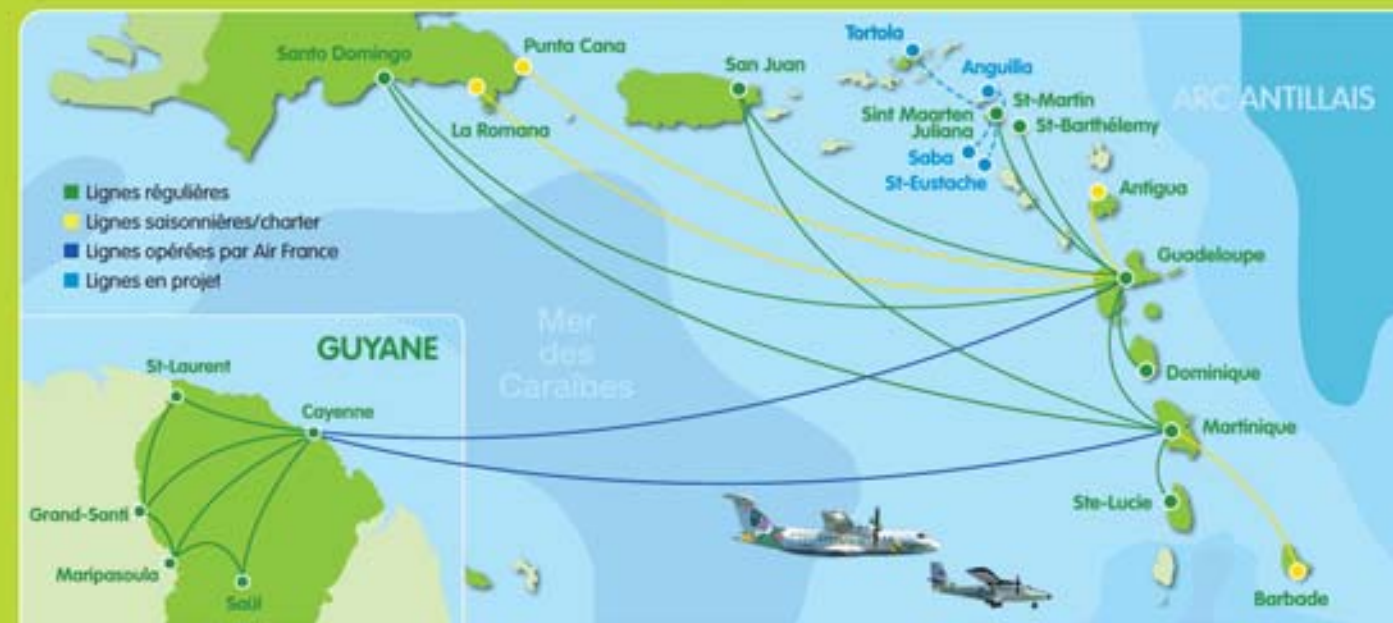 Santo Domingo
Punta Cana
La Romana
San Juan
Tortola
Anguilla
St-Martin
Sint Maarten
Juliana
St-Barthélemy
Saba
St-Eustache
ARC ANTILLAIS
Antigua
Lignes régulières
Lignes saisonnières/charter
Lignes opérées par Air France
Lignes en projet
Guadeloupe
Mer
des
Caraïbes
GUYANE
St-Laurent
Cayenne
Dominique
Martinique
Grand-Santi
Ste-Lucie
Maripasoula
Saül
Barbade